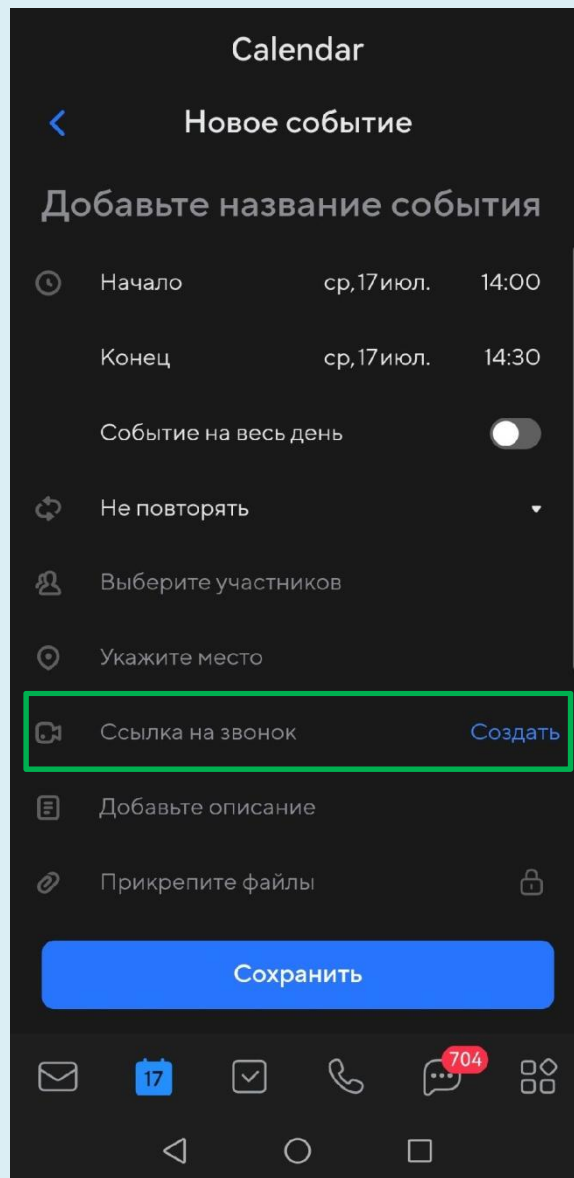 Calendar
Новое событие
Добавьте название события
Начало ср, 17 июл. 14:00
Конец ср, 17 июл. 14:30
Событие на весь день
Не повторять
Выберите участников
Укажите место
Ссылка на звонок Создать
Добавьте описание
Прикрепите файлы
Сохранить
17 704